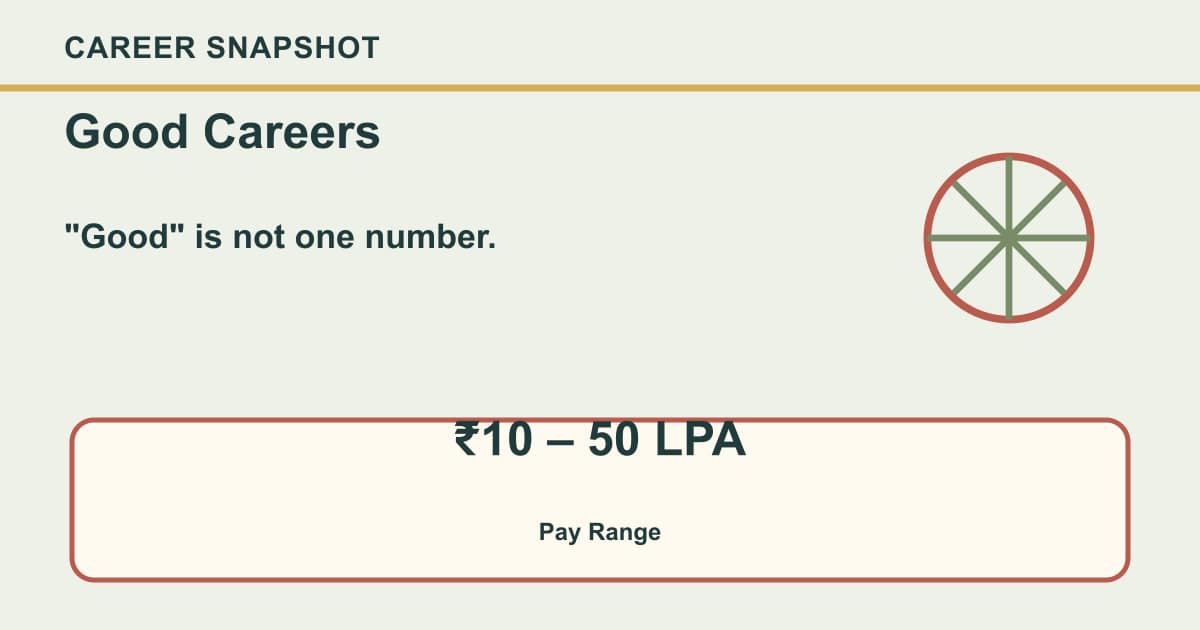 CAREER SNAPSHOT
Good Careers
"Good" is not one number.
₹10 – 50 LPA
Pay Range